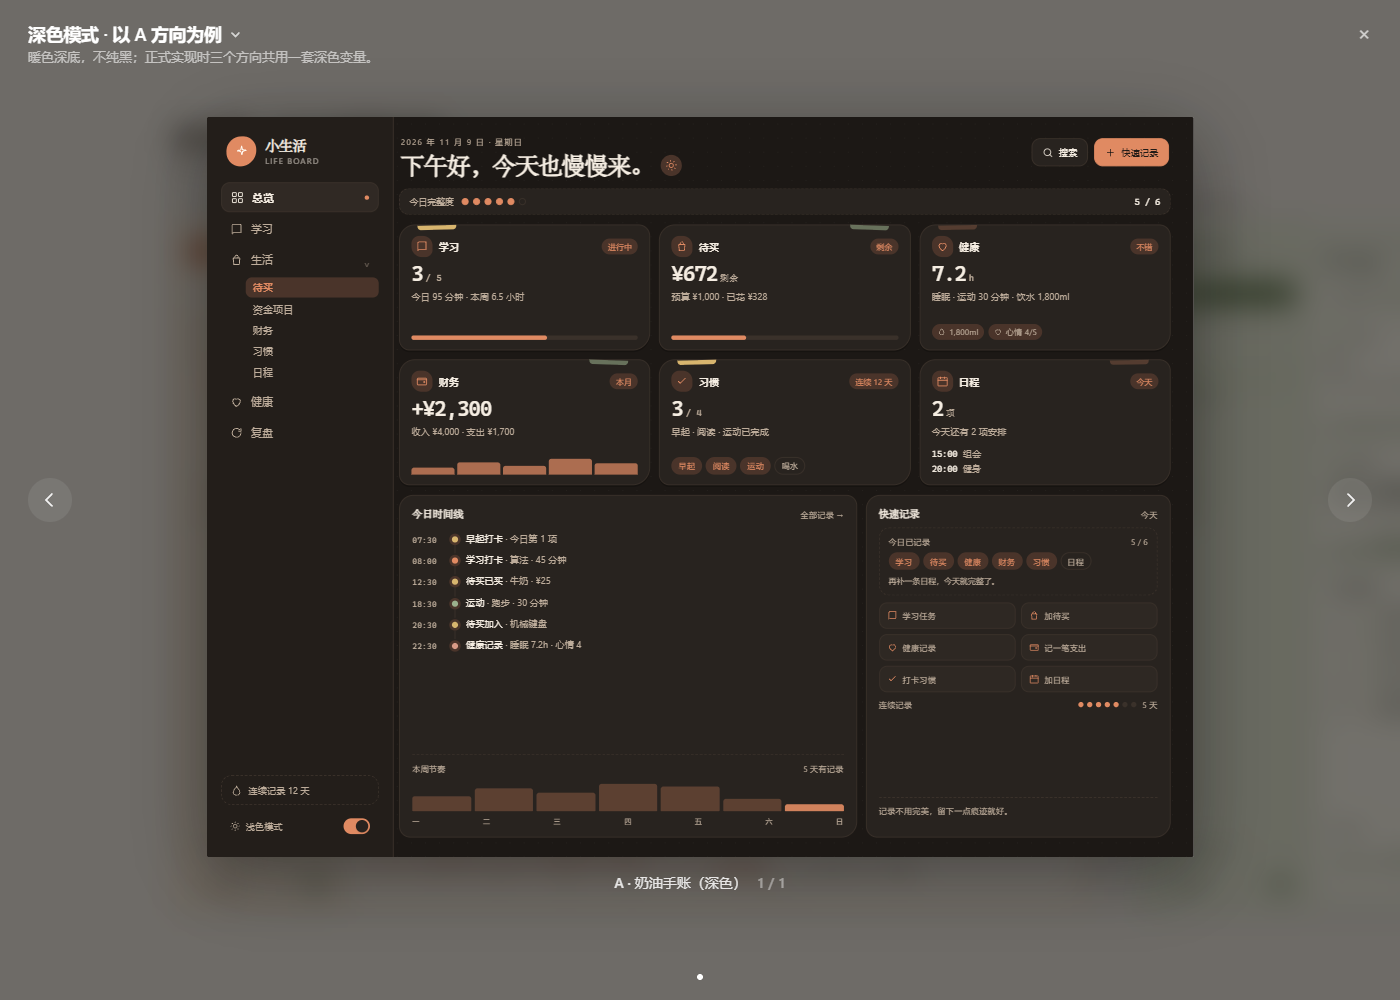 深色模式 · 以 A 方向为例
暖色深底，不纯黑；正式实现时三个方向共用一套深色变量。
小生活
LIFE BOARD
总览
学习
生活
待买
资金项目
财务
习惯
日程
健康
复盘
连续记录 12 天
浅色模式
2026 年 11 月 9 日 · 星期日
下午好，今天也慢慢来。
搜索
快速记录
今日完整度
5 / 6
学习
进行中
3 / 5
今日 95 分钟 · 本周 6.5 小时
待买
剩余
¥672 剩余
预算 ¥1,000 · 已花 ¥328
健康
不错
7.2 h
睡眠 · 运动 30 分钟 · 饮水 1,800ml
1,800ml
心情 4/5
财务
本月
+¥2,300
收入 ¥4,000 · 支出 ¥1,700
习惯
连续 12 天
3 / 4
早起 · 阅读 · 运动已完成
早起
阅读
运动
喝水
日程
今天
2 项
今天还有 2 项安排
15:00 组会
20:00 健身
今日时间线
全部记录 →
07:30 早起打卡 · 今日第 1 项
08:00 学习打卡 · 算法 · 45 分钟
12:30 待买已买 · 牛奶 · ¥25
18:30 运动 · 跑步 · 30 分钟
20:30 待买加入 · 机械键盘
22:30 健康记录 · 睡眠 7.2h · 心情 4
本周节奏
5 天有记录
一 二 三 四 五 六 日
快速记录
今天
今日已记录
5 / 6
学习
待买
健康
财务
习惯
日程
再补一条日程，今天就完整了。
学习任务
加待买
健康记录
记一笔支出
打卡习惯
加日程
连续记录
5 天
记录不用完美，留下一点痕迹就好。
A · 奶油手账（深色） 1 / 1